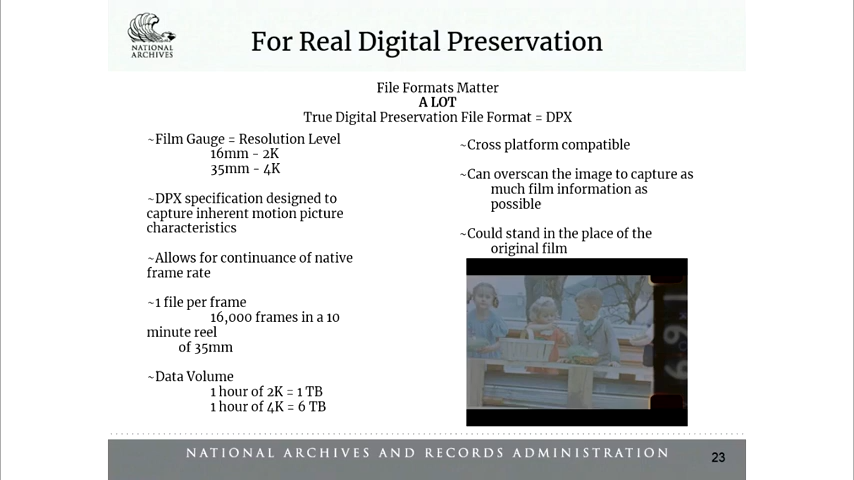 NATIONAL
ARCHIVES
For Real Digital Preservation
File Formats Matter
A LOT
True Digital Preservation File Format = DPX
~Film Gauge = Resolution Level
16mm - 2K
35mm - 4K
~DPX specification designed to
capture inherent motion picture
characteristics
~Allows for continuance of native
frame rate
~1 file per frame
16,000 frames in a 10
minute reel
of 35mm
~Data Volume
1 hour of 2K = 1 TB
1 hour of 4K = 6 TB
~Cross platform compatible
~Can overscan the image to capture as
much film information as
possible
~Could stand in the place of the
original film
NATIONAL ARCHIVES AND RECORDS ADMINISTRATION
23